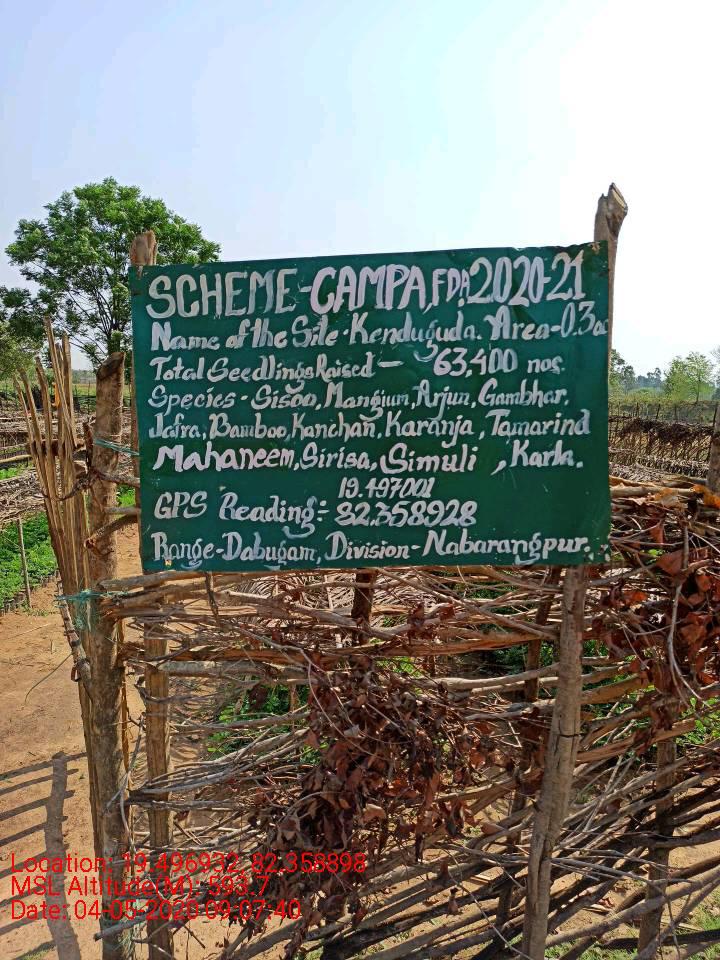 SCHEME-CAMPA,FDA,2020-21
Name of the Site-Kenduguda. Area-0.3ac
Total Seedlings Raised — 63,400 nos.
Species - Sisoo, Mangium, Arjun, Gambhar,
Jafra, Bamboo, Kanchan, Karanja, Tamarind
Mahaneem, Sirisa, Simuli , Karla.
19.497001
GPS Reading:- 82.358928
Range-Dabugam, Division-Nabarangpur.
Location: 19.496932, 82.358898
MSL Altitude(M): 593.7
Date: 04-05-2020 09:07:40